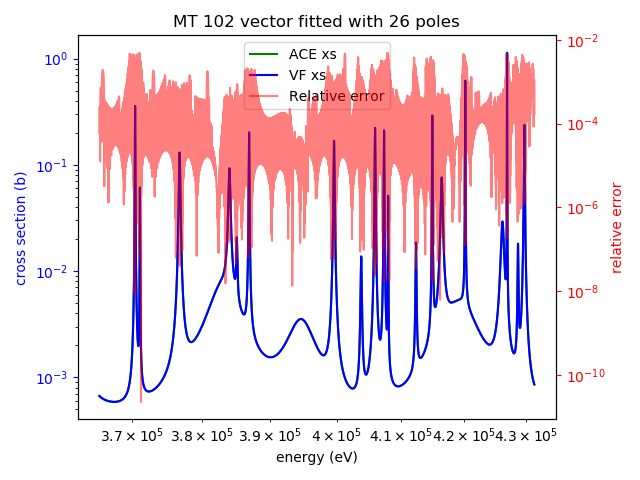 MT 102 vector fitted with 26 poles
ACE xs
VF xs
Relative error
cross section (b)
10⁰
10⁻¹
10⁻²
10⁻³
10⁻²
10⁻⁴
10⁻⁶
10⁻⁸
10⁻¹⁰
relative error
3.7 × 10⁵ 3.8 × 10⁵ 3.9 × 10⁵ 4 × 10⁵ 4.1 × 10⁵ 4.2 × 10⁵ 4.3 × 10⁵
energy (eV)